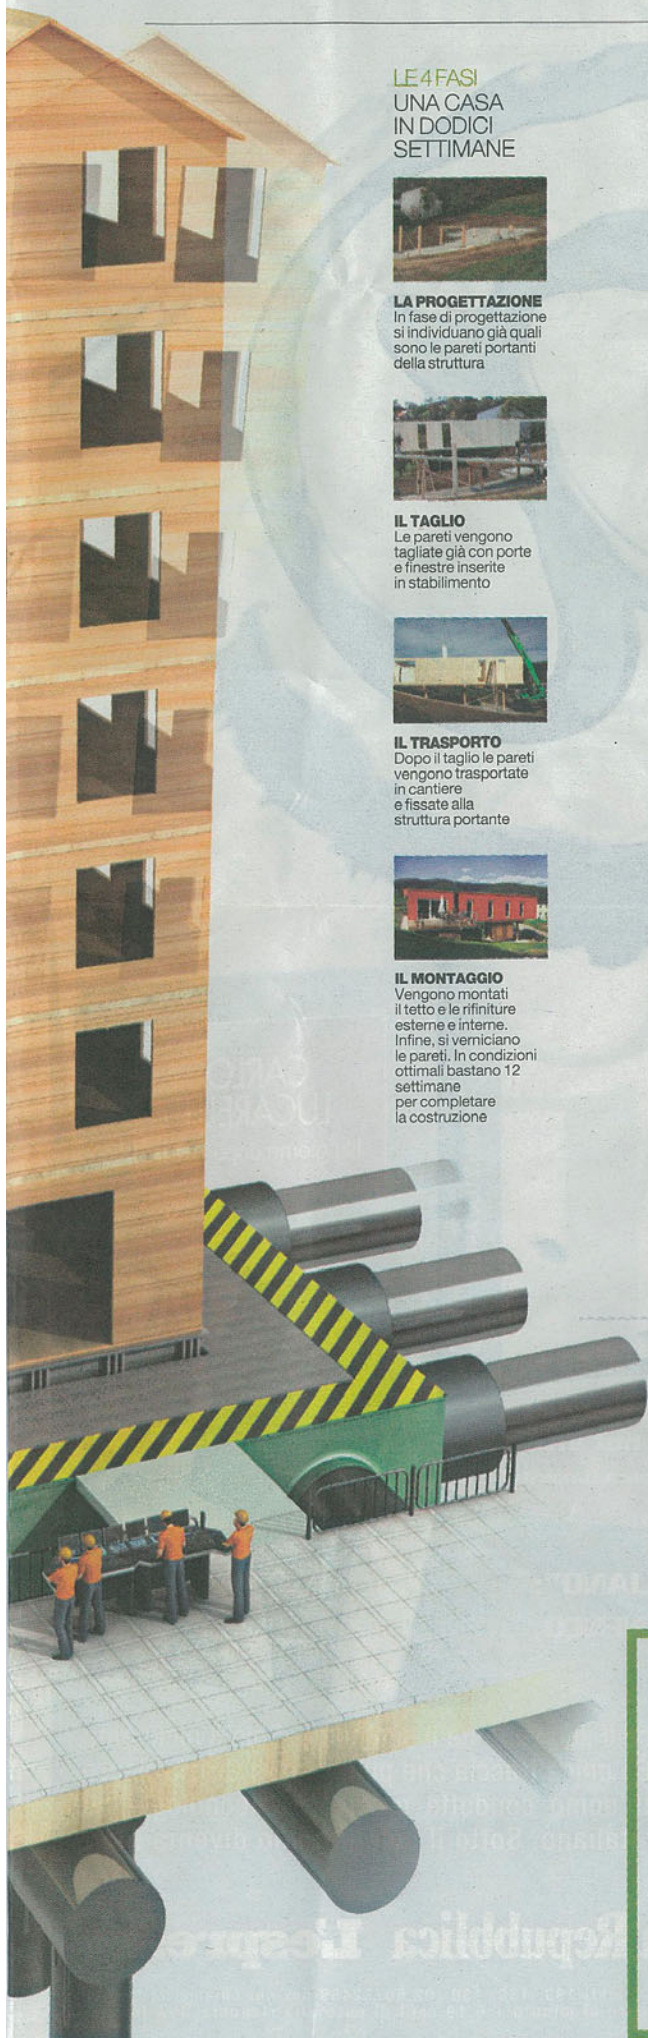 LE 4 FASI
UNA CASA
IN DODICI
SETTIMANE
LA PROGETTAZIONE
In fase di progettazione
si individuano già quali
sono le pareti portanti
della struttura
IL TAGLIO
Le pareti vengono
tagliate già con porte
e finestre inserite
in stabilimento
IL TRASPORTO
Dopo il taglio le pareti
vengono trasportate
in cantiere
e fissate alla
struttura portante
IL MONTAGGIO
Vengono montati
il tetto e le rifiniture
esterne e interne.
Infine, si verniciano
le pareti. In condizioni
ottimali bastano 12
settimane
per completare
la costruzione